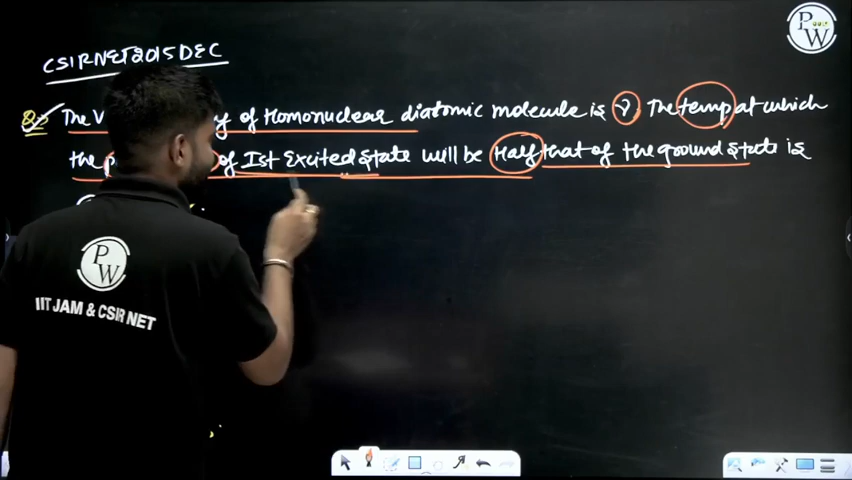 CSIRNET2015DEC
P
W
Q:- The V y of Homonuclear diatomic molecule is ν. The temp at which
the p of Ist Excited state will be Half that of the ground state is
P
W
IIT JAM & CSIR NET